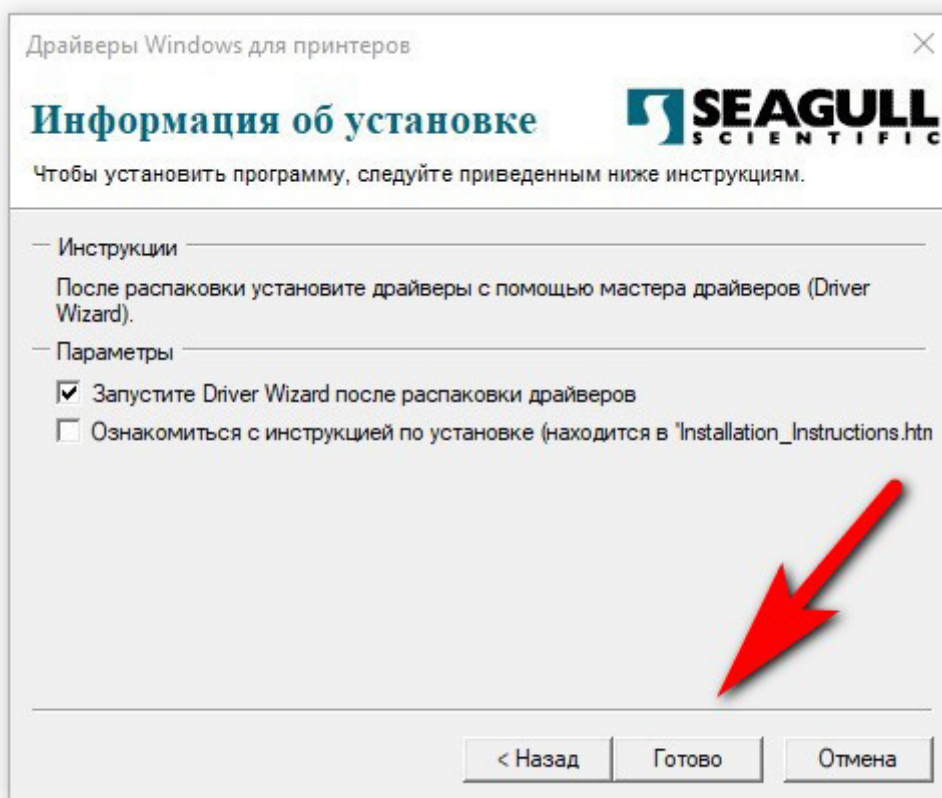 Драйверы Windows для принтеров
Информация об установке
SEAGULL
SCIENTIFIC
Чтобы установить программу, следуйте приведенным ниже инструкциям.
Инструкции
После распаковки установите драйверы с помощью мастера драйверов (Driver
Wizard).
Параметры
Запустите Driver Wizard после распаковки драйверов
Ознакомиться с инструкцией по установке (находится в 'Installation_Instructions.htm
< Назад
Готово
Отмена